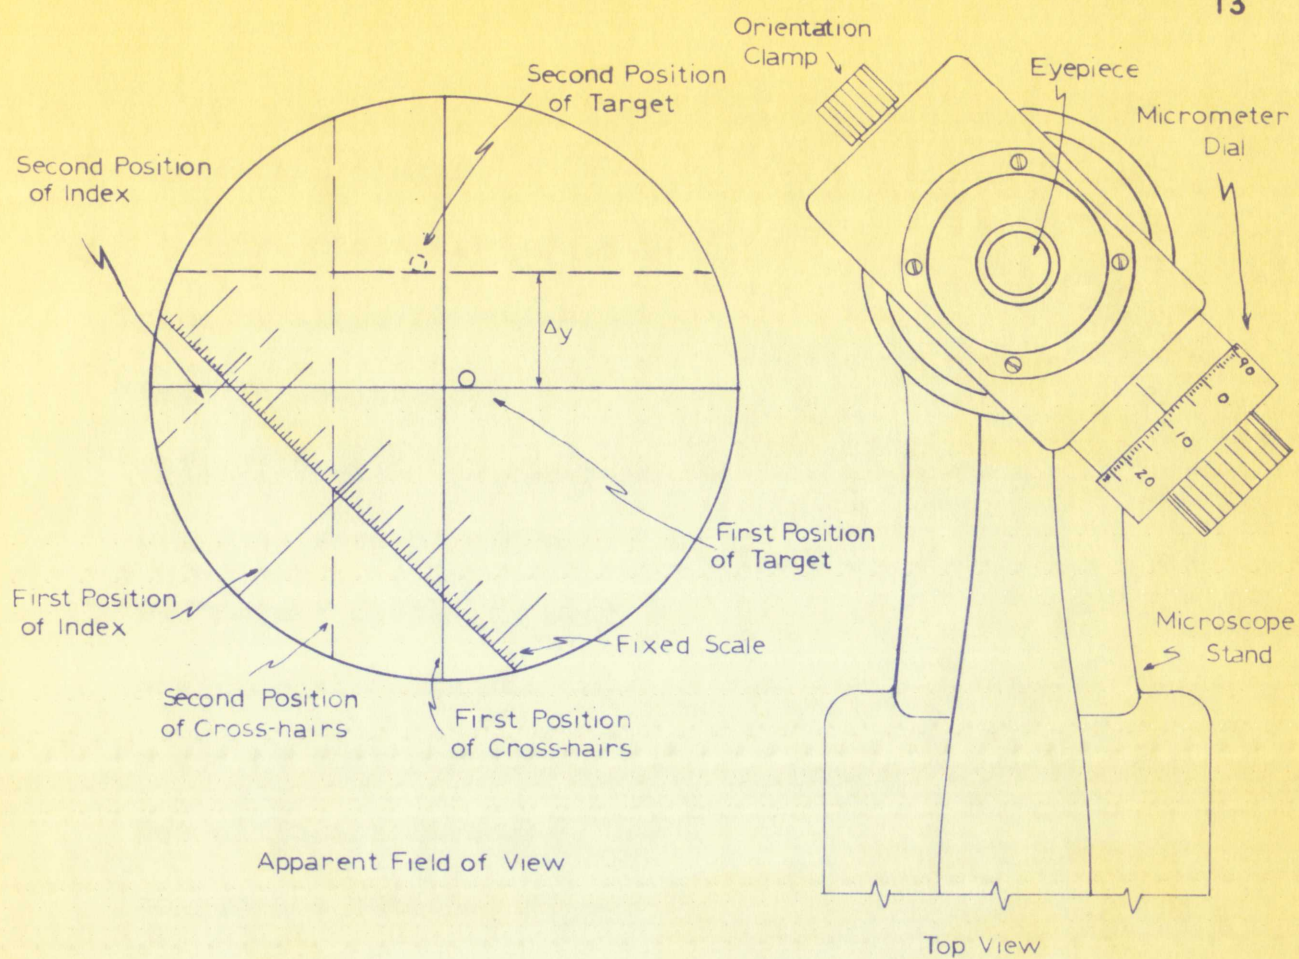 13
Orientation
Clamp
Eyepiece
Micrometer
Dial
Second Position
of Target
Second Position
of Index
Δy
90
0
10
20
First Position
of Target
First Position
of Index
Fixed Scale
Microscope
Stand
Second Position
of Cross-hairs
First Position
of Cross-hairs
Apparent Field of View
Top View